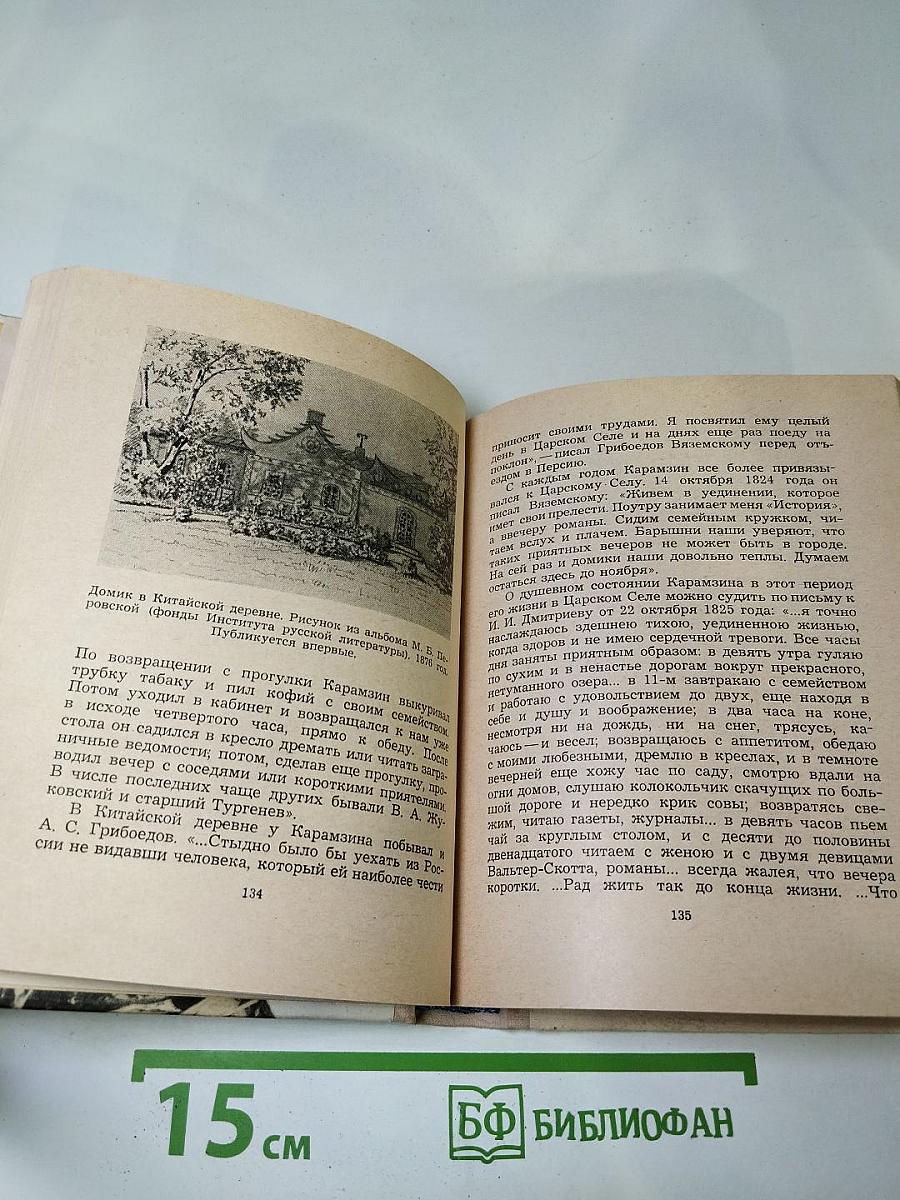 Домик в Китайской деревне. Рисунок из альбома М. Б. Пе-
ровской (фонды Института русской литературы). 1876 год.
Публикуется впервые.
По возвращении с прогулки Карамзин выкуривал
трубку табаку и пил кофий с своим семейством.
Потом уходил в кабинет и возвращался к нам уже
в исходе четвертого часа, прямо к обеду. После
стола он садился в кресло дремать или читать загра-
ничные ведомости; потом, сделав еще прогулку, про-
водил вечер с соседями или короткими приятелями.
В числе последних чаще других бывали В. А. Жу-
ковский и старший Тургенев».
В Китайской деревне у Карамзина побывал и
А. С. Грибоедов. «...Стыдно было бы уехать из Рос-
сии не видавши человека, который ей наиболее чести
134
приносит своими трудами. Я посвятил ему целый
день в Царском Селе и на днях еще раз поеду на
поклон», — писал Грибоедов Вяземскому перед отъ-
ездом в Персию.
С каждым годом Карамзин все более привязы-
вался к Царскому Селу. 14 октября 1824 года он
писал Вяземскому: «Живем в уединении, которое
имет свои прелести. Поутру занимает меня «История»,
а ввечеру романы. Сидим семейным кружком, чи-
таем вслух и плачем. Барышни наши уверяют, что
таких приятных вечеров не может быть в городе.
На сей раз и домики наши довольно теплы. Думаем
остаться здесь до ноября».
О душевном состоянии Карамзина в этот период
его жизни в Царском Селе можно судить по письму к
И. И. Дмитриеву от 22 октября 1825 года: «...я точно
наслаждаюсь здешнею тихою, уединенною жизнью,
когда здоров и не имею сердечной тревоги. Все часы
дня заняты приятным образом: в девять утра гуляю
по сухим и в ненастье дорогам вокруг прекрасного,
нетуманного озера... в 11-м завтракаю с семейством
и работаю с удовольствием до двух, еще находя в
себе и душу и воображение; в два часа на коне,
несмотря ни на дождь, ни на снег, трясусь, ка-
чаюсь — и весел; возвращаюсь с аппетитом, обедаю
с моими любезными, дремлю в креслах, и в темноте
вечерней еще хожу час по саду, смотрю вдали на
огни домов, слушаю колокольчик скачущих по боль-
шой дороге и нередко крик совы; возвратясь све-
жим, читаю газеты, журналы... в девять часов пьем
чай за круглым столом, и с десяти до половины
двенадцатого читаем с женою и с двумя девицами
Вальтер-Скотта, романы... всегда жалея, что вечера
коротки. ...Рад жить так до конца жизни. ...Что
135
15 см
БФ БИБЛИОФАН